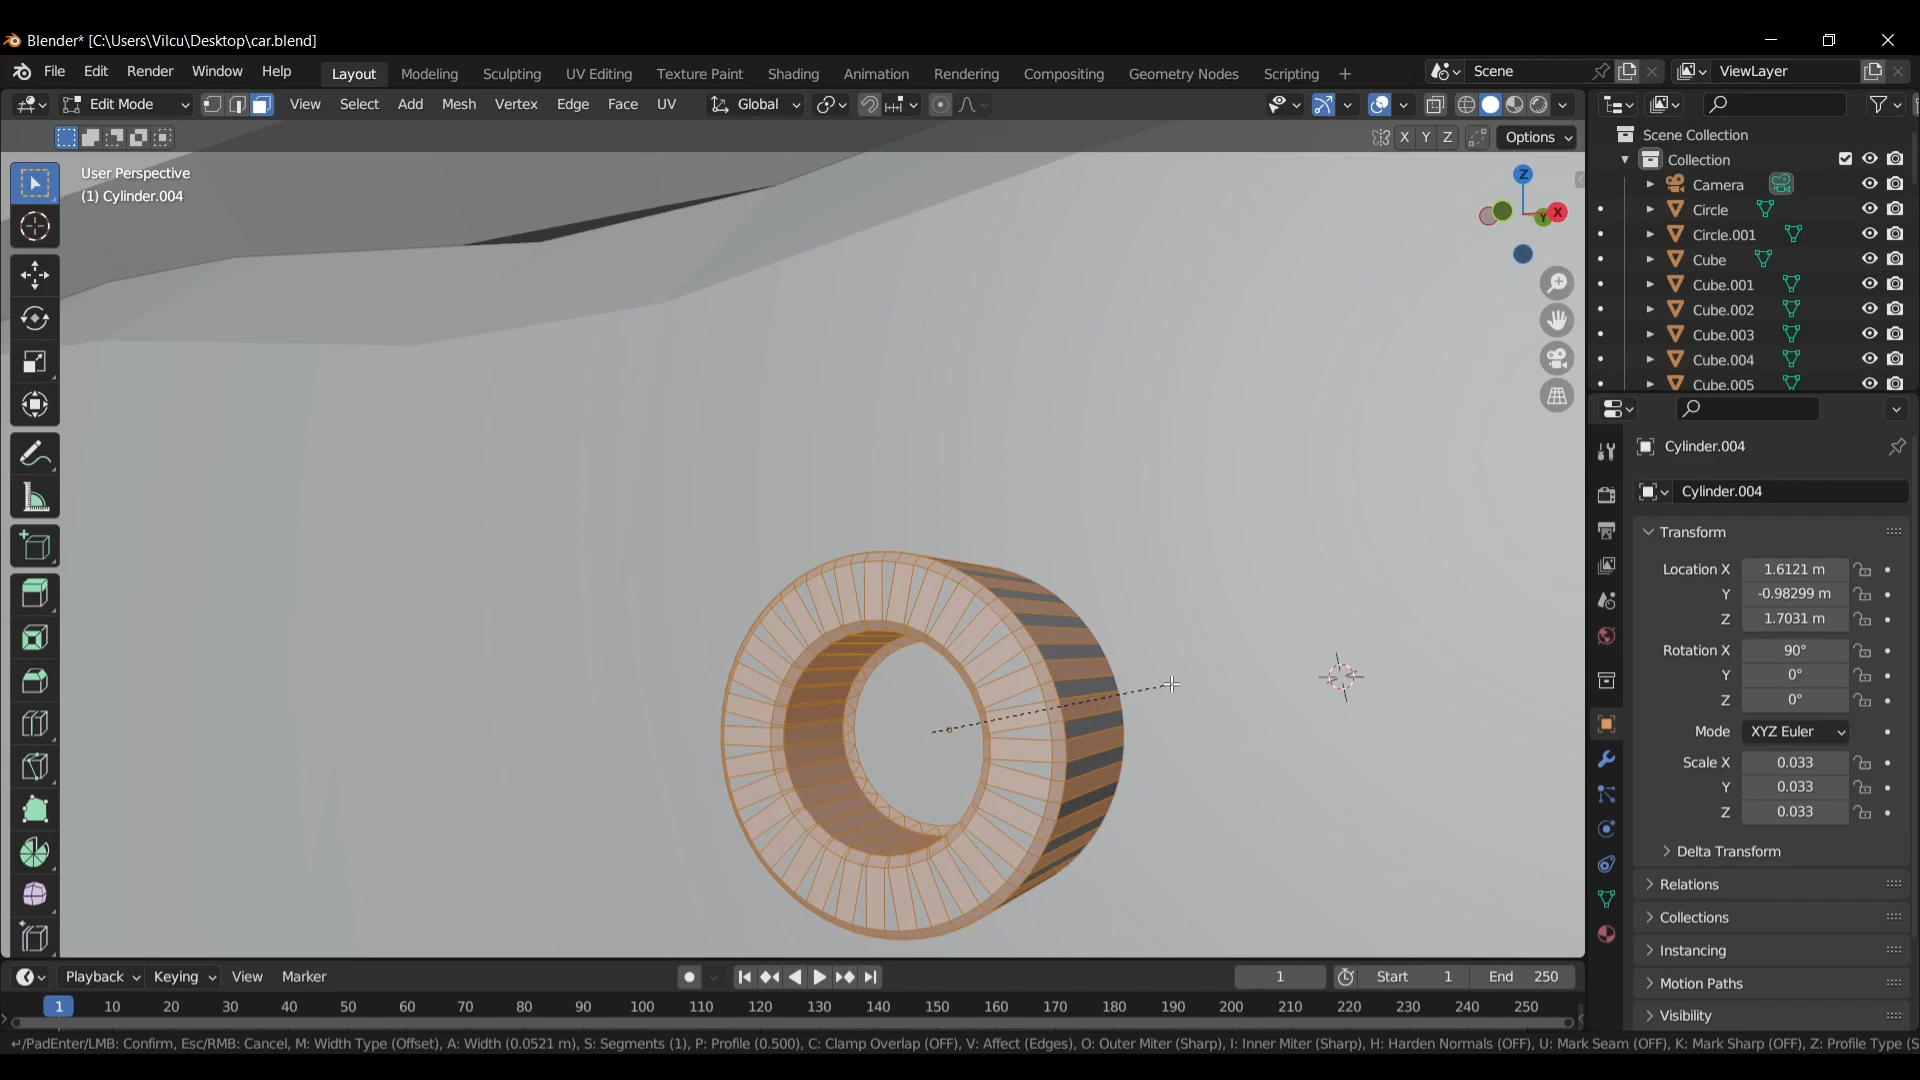 Blender* [C:\Users\Vilcu\Desktop\car.blend]
File Edit Render Window Help Layout Modeling Sculpting UV Editing Texture Paint Shading Animation Rendering Compositing Geometry Nodes Scripting + Scene ViewLayer
Edit Mode View Select Add Mesh Vertex Edge Face UV Global
X Y Z Options
User Perspective
(1) Cylinder.004
Z
X
Y
Scene Collection
Collection
Camera
Circle
Circle.001
Cube
Cube.001
Cube.002
Cube.003
Cube.004
Cube.005
Cylinder.004
Cylinder.004
Transform
Location X 1.6121 m
Y -0.98299 m
Z 1.7031 m
Rotation X 90°
Y 0°
Z 0°
Mode XYZ Euler
Scale X 0.033
Y 0.033
Z 0.033
Delta Transform
Relations
Collections
Instancing
Motion Paths
Visibility
Playback Keying View Marker 1 Start 1 End 250
1 10 20 30 40 50 60 70 80 90 100 110 120 130 140 150 160 170 180 190 200 210 220 230 240 250
↵/PadEnter/LMB: Confirm, Esc/RMB: Cancel, M: Width Type (Offset), A: Width (0.0521 m), S: Segments (1), P: Profile (0.500), C: Clamp Overlap (OFF), V: Affect (Edges), O: Outer Miter (Sharp), I: Inner Miter (Sharp), H: Harden Normals (OFF), U: Mark Seam (OFF), K: Mark Sharp (OFF), Z: Profile Type (S